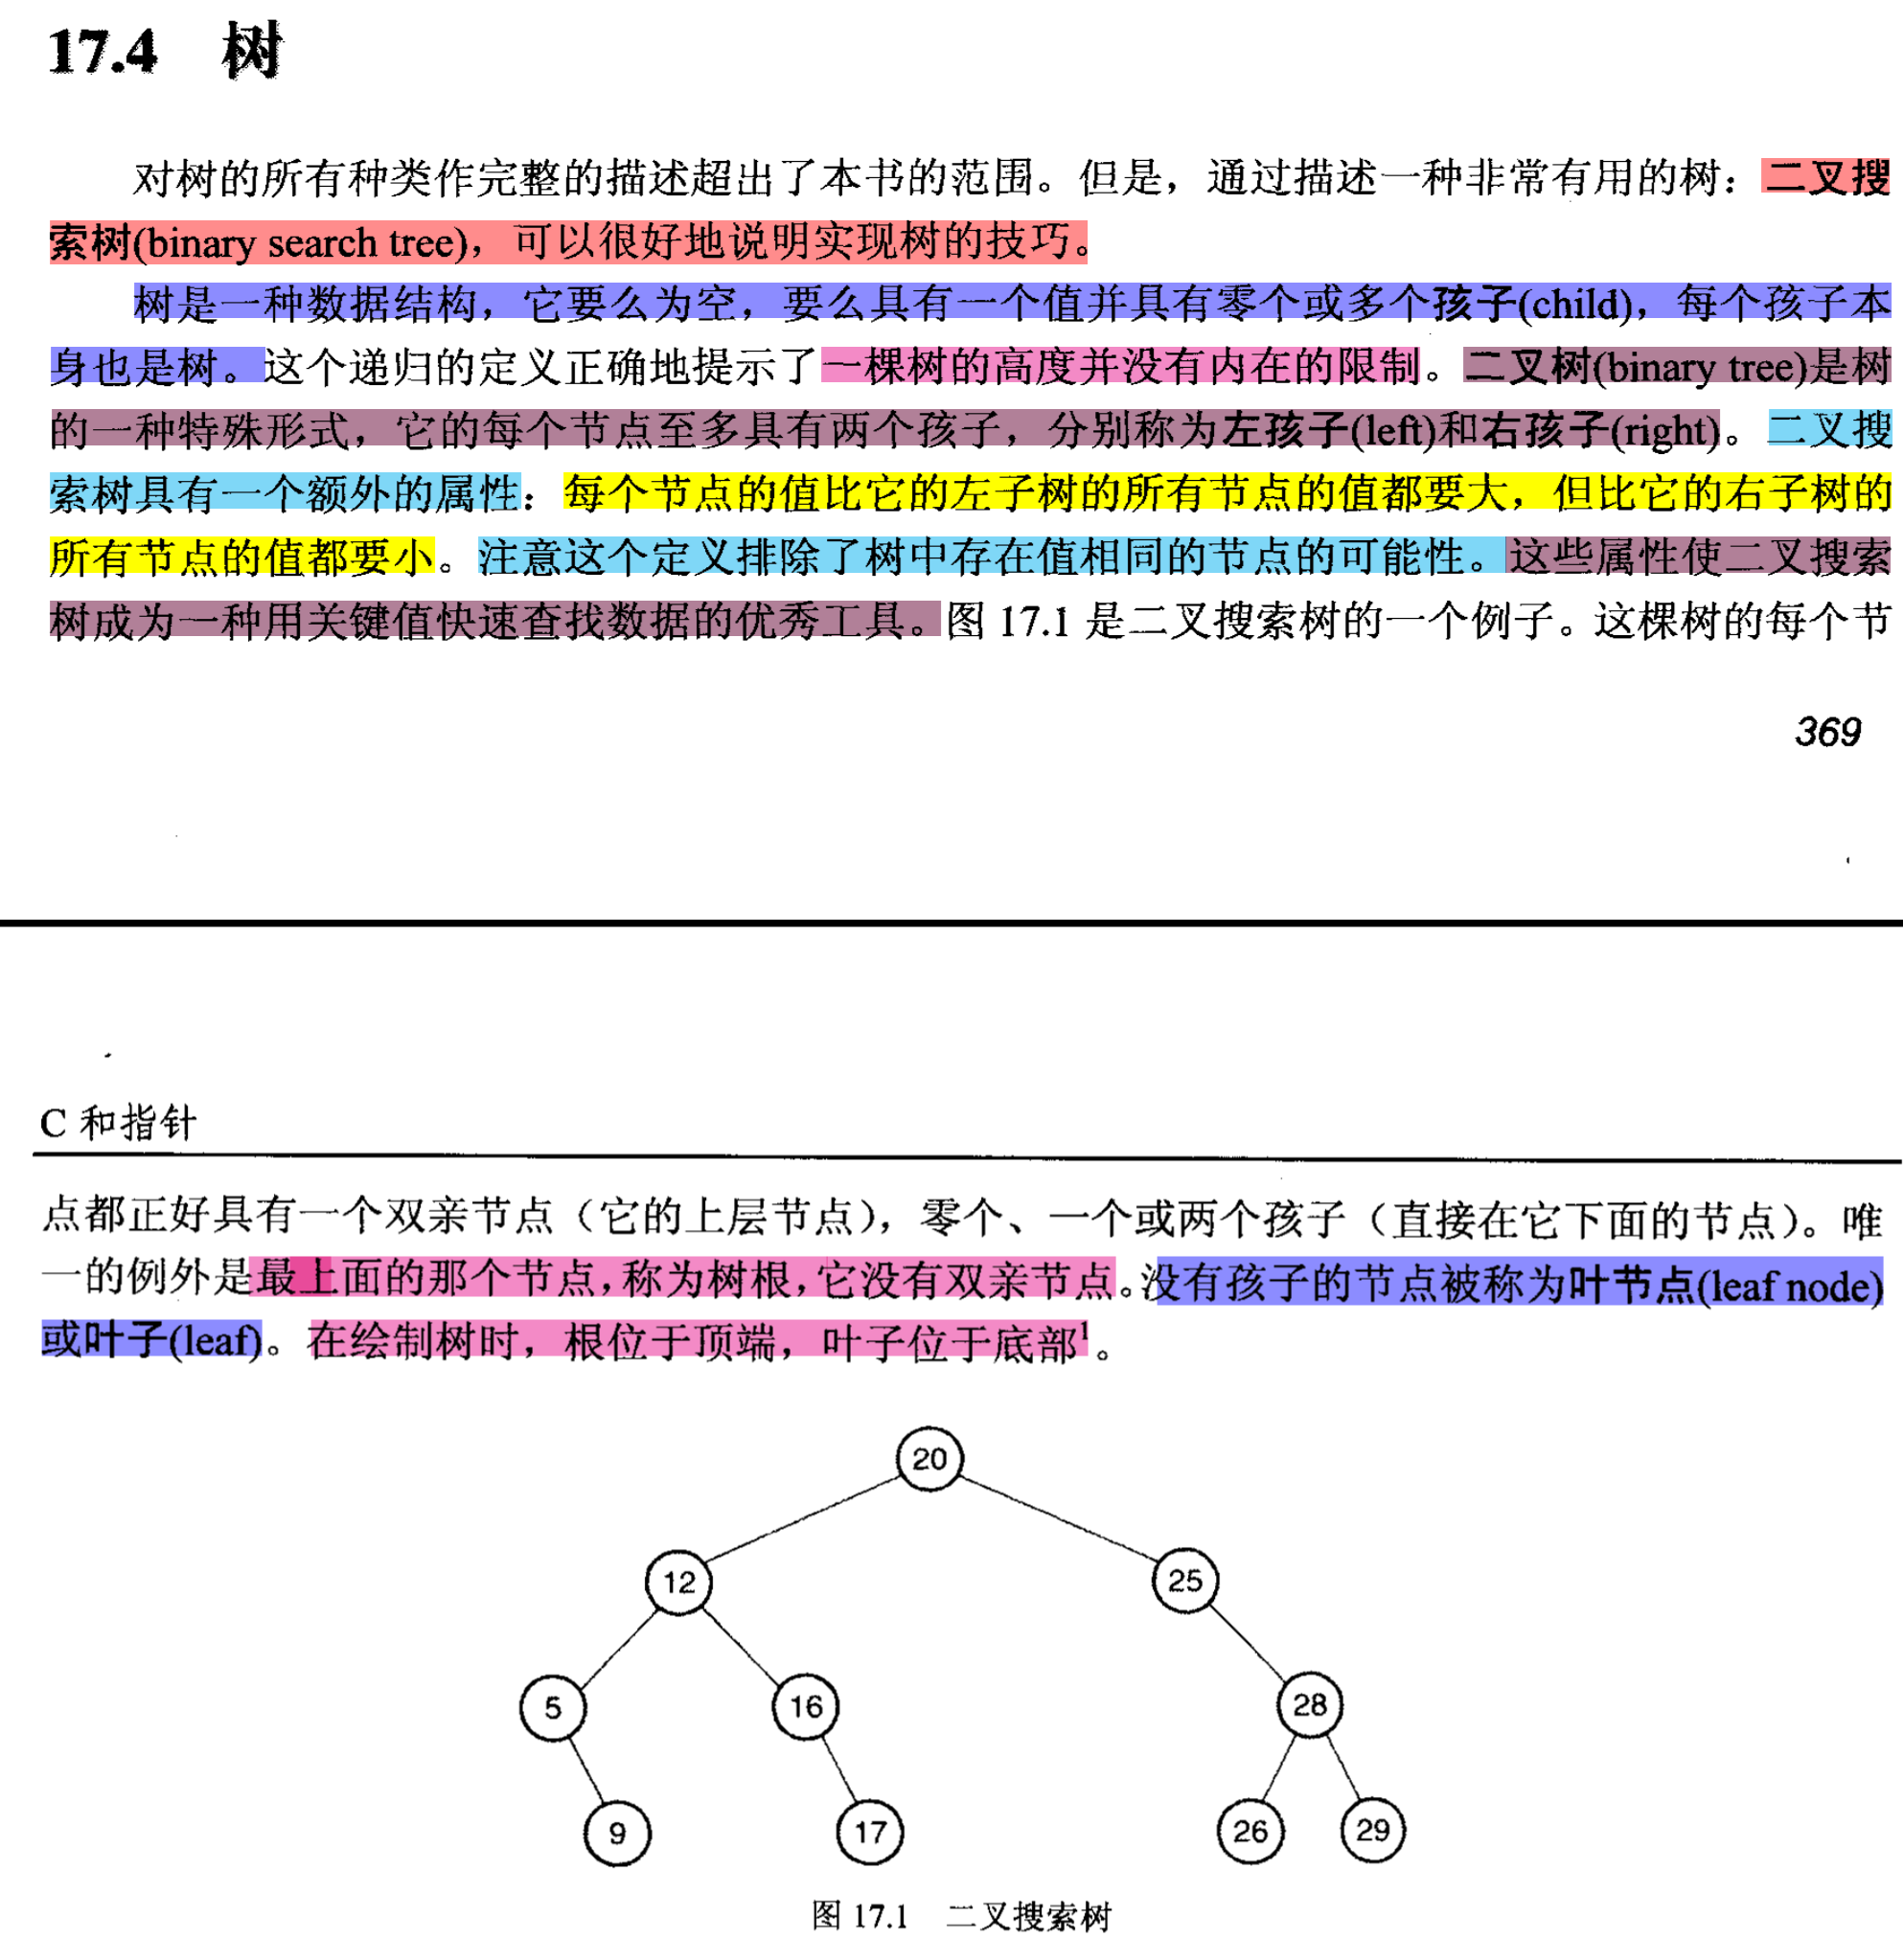 17.4 树
对树的所有种类作完整的描述超出了本书的范围。但是，通过描述一种非常有用的树：二叉搜
索树(binary search tree)，可以很好地说明实现树的技巧。
树是一种数据结构，它要么为空，要么具有一个值并具有零个或多个孩子(child)，每个孩子本
身也是树。这个递归的定义正确地提示了一棵树的高度并没有内在的限制。二叉树(binary tree)是树
的一种特殊形式，它的每个节点至多具有两个孩子，分别称为左孩子(left)和右孩子(right)。二叉搜
索树具有一个额外的属性：每个节点的值比它的左子树的所有节点的值都要大，但比它的右子树的
所有节点的值都要小。注意这个定义排除了树中存在值相同的节点的可能性。这些属性使二叉搜索
树成为一种用关键值快速查找数据的优秀工具。图 17.1 是二叉搜索树的一个例子。这棵树的每个节
369
C 和指针
点都正好具有一个双亲节点（它的上层节点），零个、一个或两个孩子（直接在它下面的节点）。唯
一的例外是最上面的那个节点，称为树根，它没有双亲节点。没有孩子的节点被称为叶节点(leaf node)
或叶子(leaf)。在绘制树时，根位于顶端，叶子位于底部1。
20
12 25
5 16 28
9 17 26 29
图 17.1 二叉搜索树